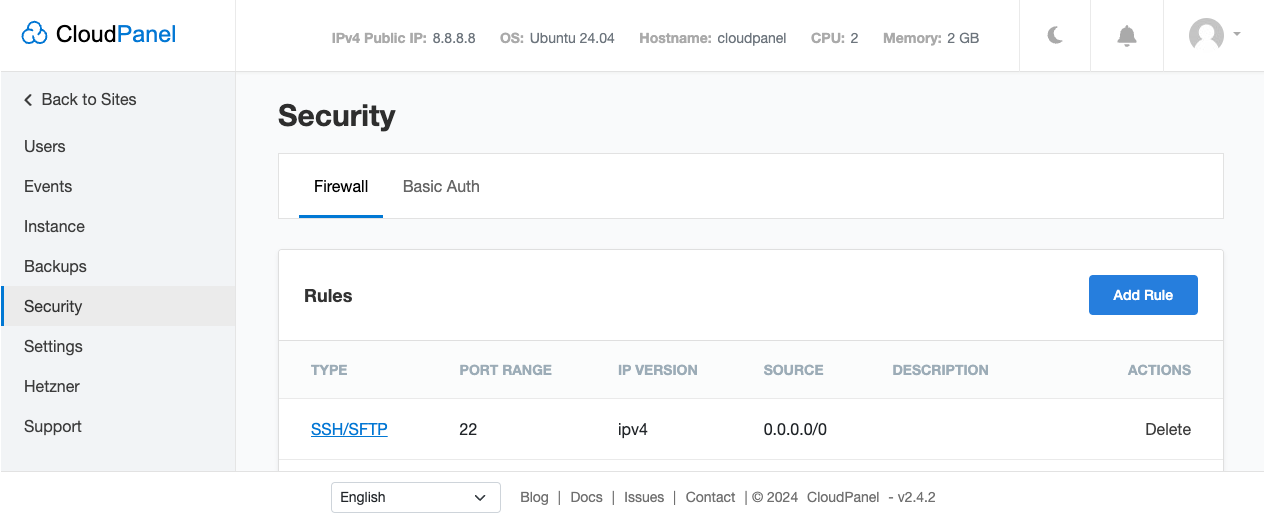 CloudPanel
IPv4 Public IP: 8.8.8.8 OS: Ubuntu 24.04 Hostname: cloudpanel CPU: 2 Memory: 2 GB
Back to Sites
Users
Events
Instance
Backups
Security
Settings
Hetzner
Support
Security
Firewall Basic Auth
Rules Add Rule
TYPE PORT RANGE IP VERSION SOURCE DESCRIPTION ACTIONS
SSH/SFTP 22 ipv4 0.0.0.0/0 Delete
English Blog | Docs | Issues | Contact | © 2024 CloudPanel - v2.4.2